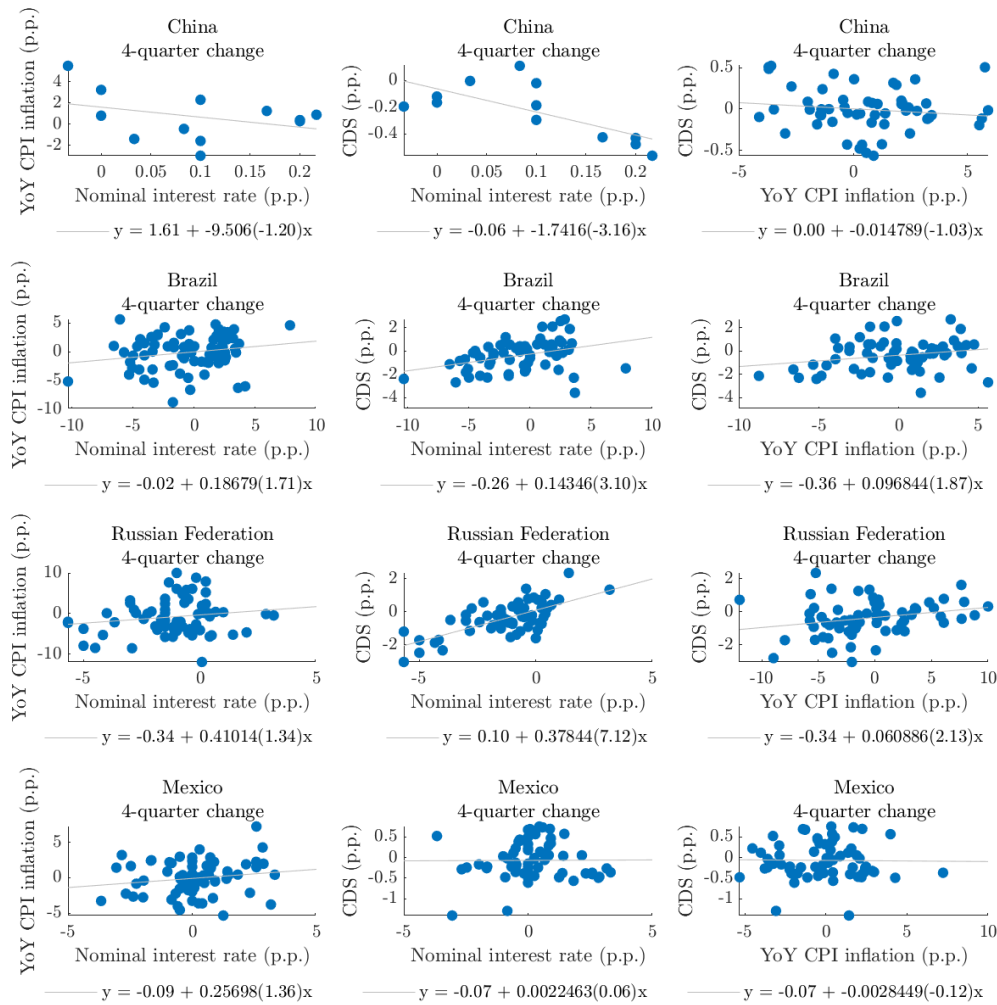 China
4-quarter change
YoY CPI inflation (p.p.)
4
2
0
-2
0
0.05
0.1
0.15
0.2
Nominal interest rate (p.p.)
y = 1.61 + -9.506(-1.20)x
China
4-quarter change
CDS (p.p.)
0
-0.2
-0.4
0
0.05
0.1
0.15
0.2
Nominal interest rate (p.p.)
y = -0.06 + -1.7416(-3.16)x
China
4-quarter change
CDS (p.p.)
0.5
0.0
-0.5
-5
0
5
YoY CPI inflation (p.p.)
y = 0.00 + -0.014789(-1.03)x
Brazil
4-quarter change
YoY CPI inflation (p.p.)
5
0
-5
-10
-10
-5
0
5
10
Nominal interest rate (p.p.)
y = -0.02 + 0.18679(1.71)x
Brazil
4-quarter change
CDS (p.p.)
2
0
-2
-4
-10
-5
0
5
10
Nominal interest rate (p.p.)
y = -0.26 + 0.14346(3.10)x
Brazil
4-quarter change
CDS (p.p.)
2
0
-2
-4
-10
-5
0
5
YoY CPI inflation (p.p.)
y = -0.36 + 0.096844(1.87)x
Russian Federation
4-quarter change
YoY CPI inflation (p.p.)
10
0
-10
-5
0
5
Nominal interest rate (p.p.)
y = -0.34 + 0.41014(1.34)x
Russian Federation
4-quarter change
CDS (p.p.)
2
0
-2
-5
0
5
Nominal interest rate (p.p.)
y = 0.10 + 0.37844(7.12)x
Russian Federation
4-quarter change
CDS (p.p.)
2
0
-2
-10
-5
0
5
10
YoY CPI inflation (p.p.)
y = -0.34 + 0.060886(2.13)x
Mexico
4-quarter change
YoY CPI inflation (p.p.)
5
0
-5
-5
0
5
Nominal interest rate (p.p.)
y = -0.09 + 0.25698(1.36)x
Mexico
4-quarter change
CDS (p.p.)
0.5
0
-0.5
-1
-5
0
5
Nominal interest rate (p.p.)
y = -0.07 + 0.0022463(0.06)x
Mexico
4-quarter change
CDS (p.p.)
0.5
0
-0.5
-1
-5
0
5
10
YoY CPI inflation (p.p.)
y = -0.07 + -0.0028449(-0.12)x